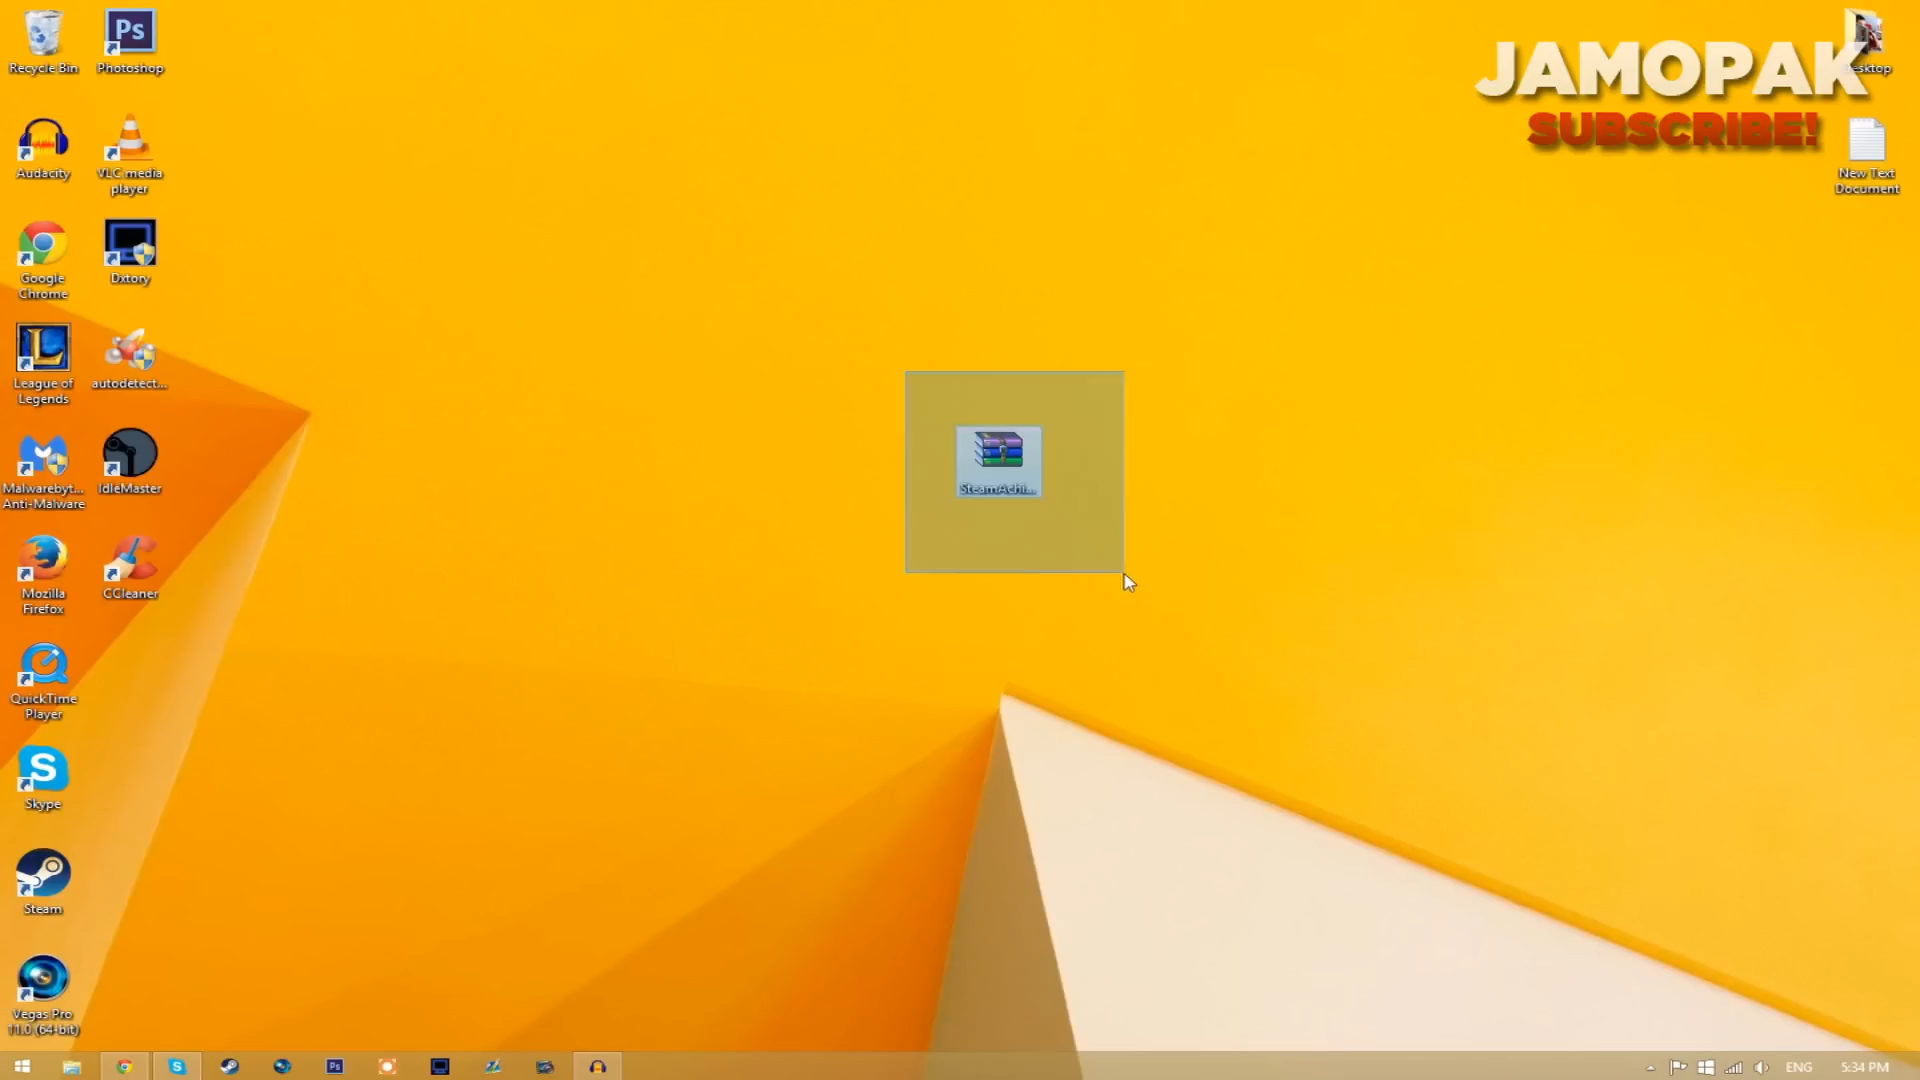 Recycle Bin
Photoshop
Ps
Audacity
VLC media
player
Google
Chrome
Dxtory
League of
Legends
L
autodetect...
Malwarebyt...
Anti-Malware
IdleMaster
Mozilla
Firefox
CCleaner
QuickTime
Player
S
Skype
Steam
Vegas Pro
11.0 (64-bit)
SteamAchi...
JAMOPAK
SUBSCRIBE!
New Text
Document
Ps
ENG
5:34 PM